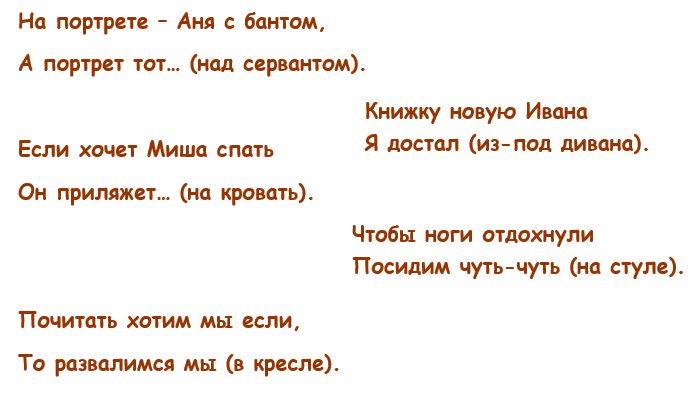 На портрете – Аня с бантом,
А портрет тот… (над сервантом).
Книжку новую Ивана
Я достал (из-под дивана).
Если хочет Миша спать
Он приляжет… (на кровать).
Чтобы ноги отдохнули
Посидим чуть-чуть (на стуле).
Почитать хотим мы если,
То развалимся мы (в кресле).